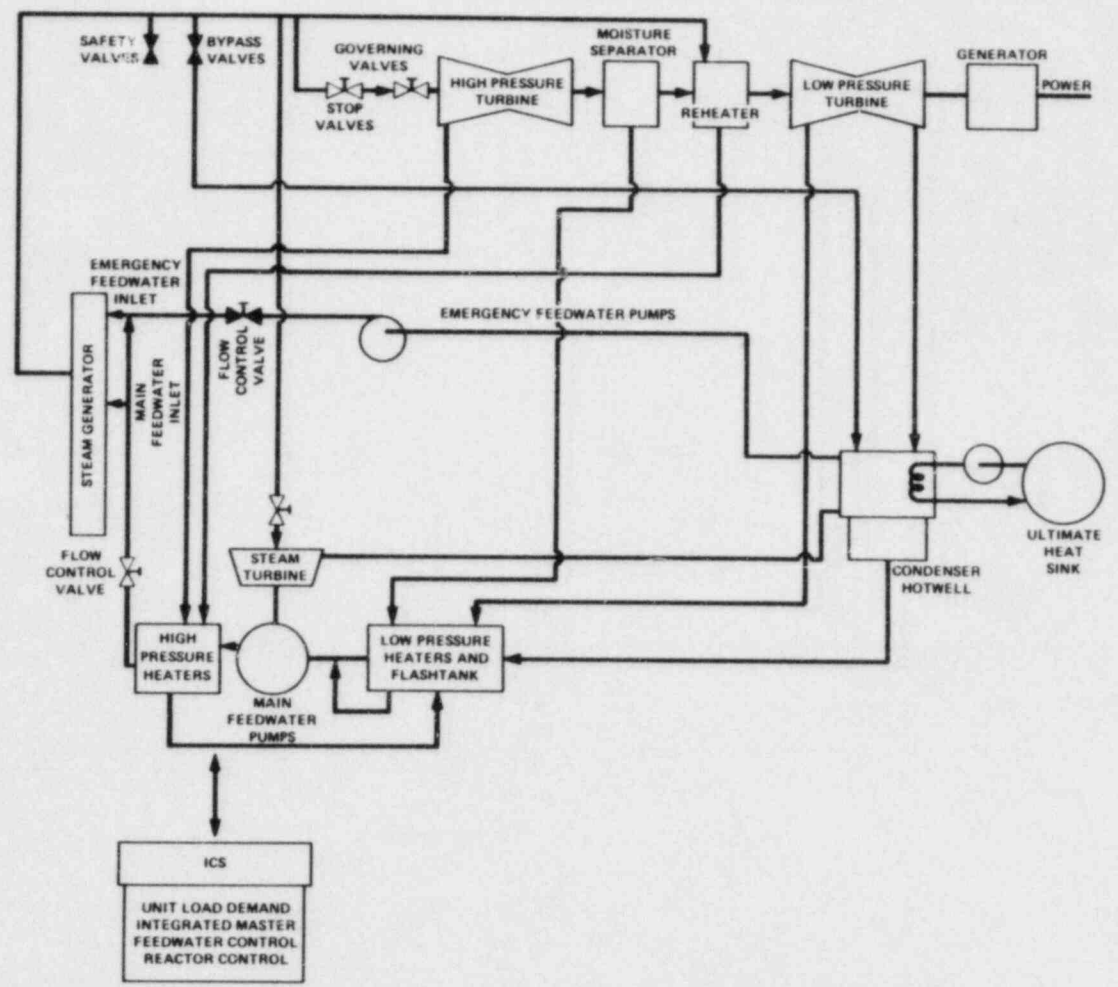 SAFETY
VALVES
BYPASS
VALVES
GOVERNING
VALVES
STOP
VALVES
HIGH PRESSURE
TURBINE
MOISTURE
SEPARATOR
REHEATER
LOW PRESSURE
TURBINE
GENERATOR
POWER
EMERGENCY
FEEDWATER
INLET
EMERGENCY FEEDWATER PUMPS
FLOW
CONTROL
VALVE
MAIN
FEEDWATER
INLET
STEAM GENERATOR
FLOW
CONTROL
VALVE
STEAM
TURBINE
HIGH
PRESSURE
HEATERS
MAIN
FEEDWATER
PUMPS
LOW PRESSURE
HEATERS AND
FLASHTANK
CONDENSER
HOTWELL
ULTIMATE
HEAT
SINK
ICS
UNIT LOAD DEMAND
INTEGRATED MASTER
FEEDWATER CONTROL
REACTOR CONTROL